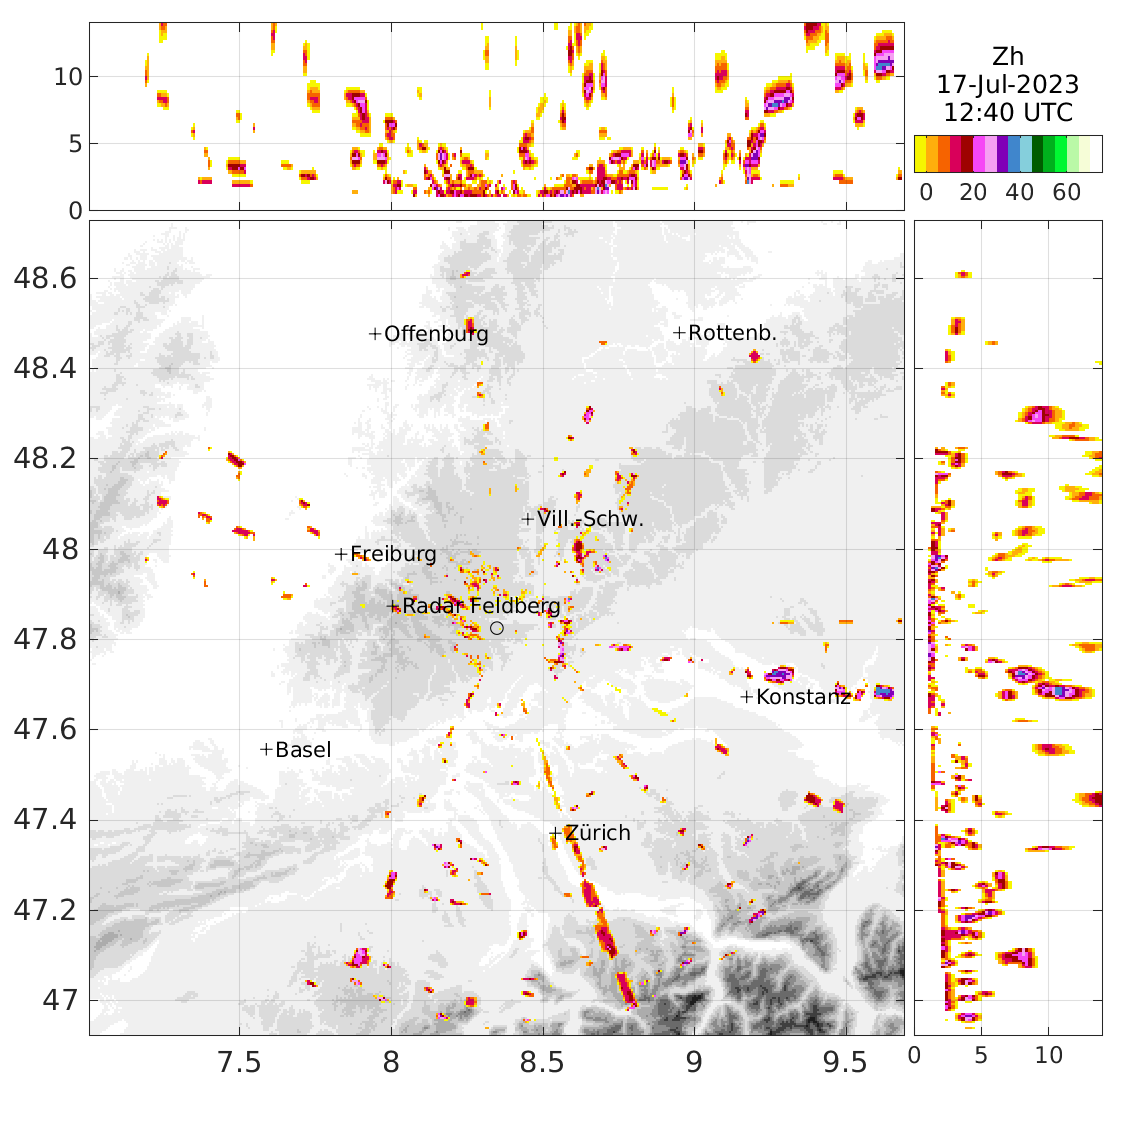 10
5
0
Zh
17-Jul-2023
12:40 UTC
0 20 40 60
48.6
48.4
48.2
48
47.8
47.6
47.4
47.2
47
+Offenburg
+Rottenb.
+Vill.-Schw.
+Freiburg
+Radar Feldberg
+Konstanz
+Basel
+Zürich
7.5 8 8.5 9 9.5
0 5 10